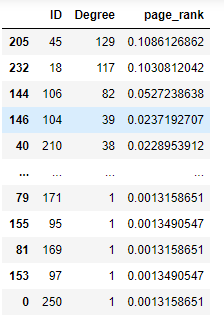 ID Degree page_rank
205 45 129 0.1086126862
232 18 117 0.1030812042
144 106 82 0.0527238638
146 104 39 0.0237192707
40 210 38 0.0228953912
... ... ... ...
79 171 1 0.0013158651
155 95 1 0.0013490547
81 169 1 0.0013158651
153 97 1 0.0013490547
0 250 1 0.0013158651